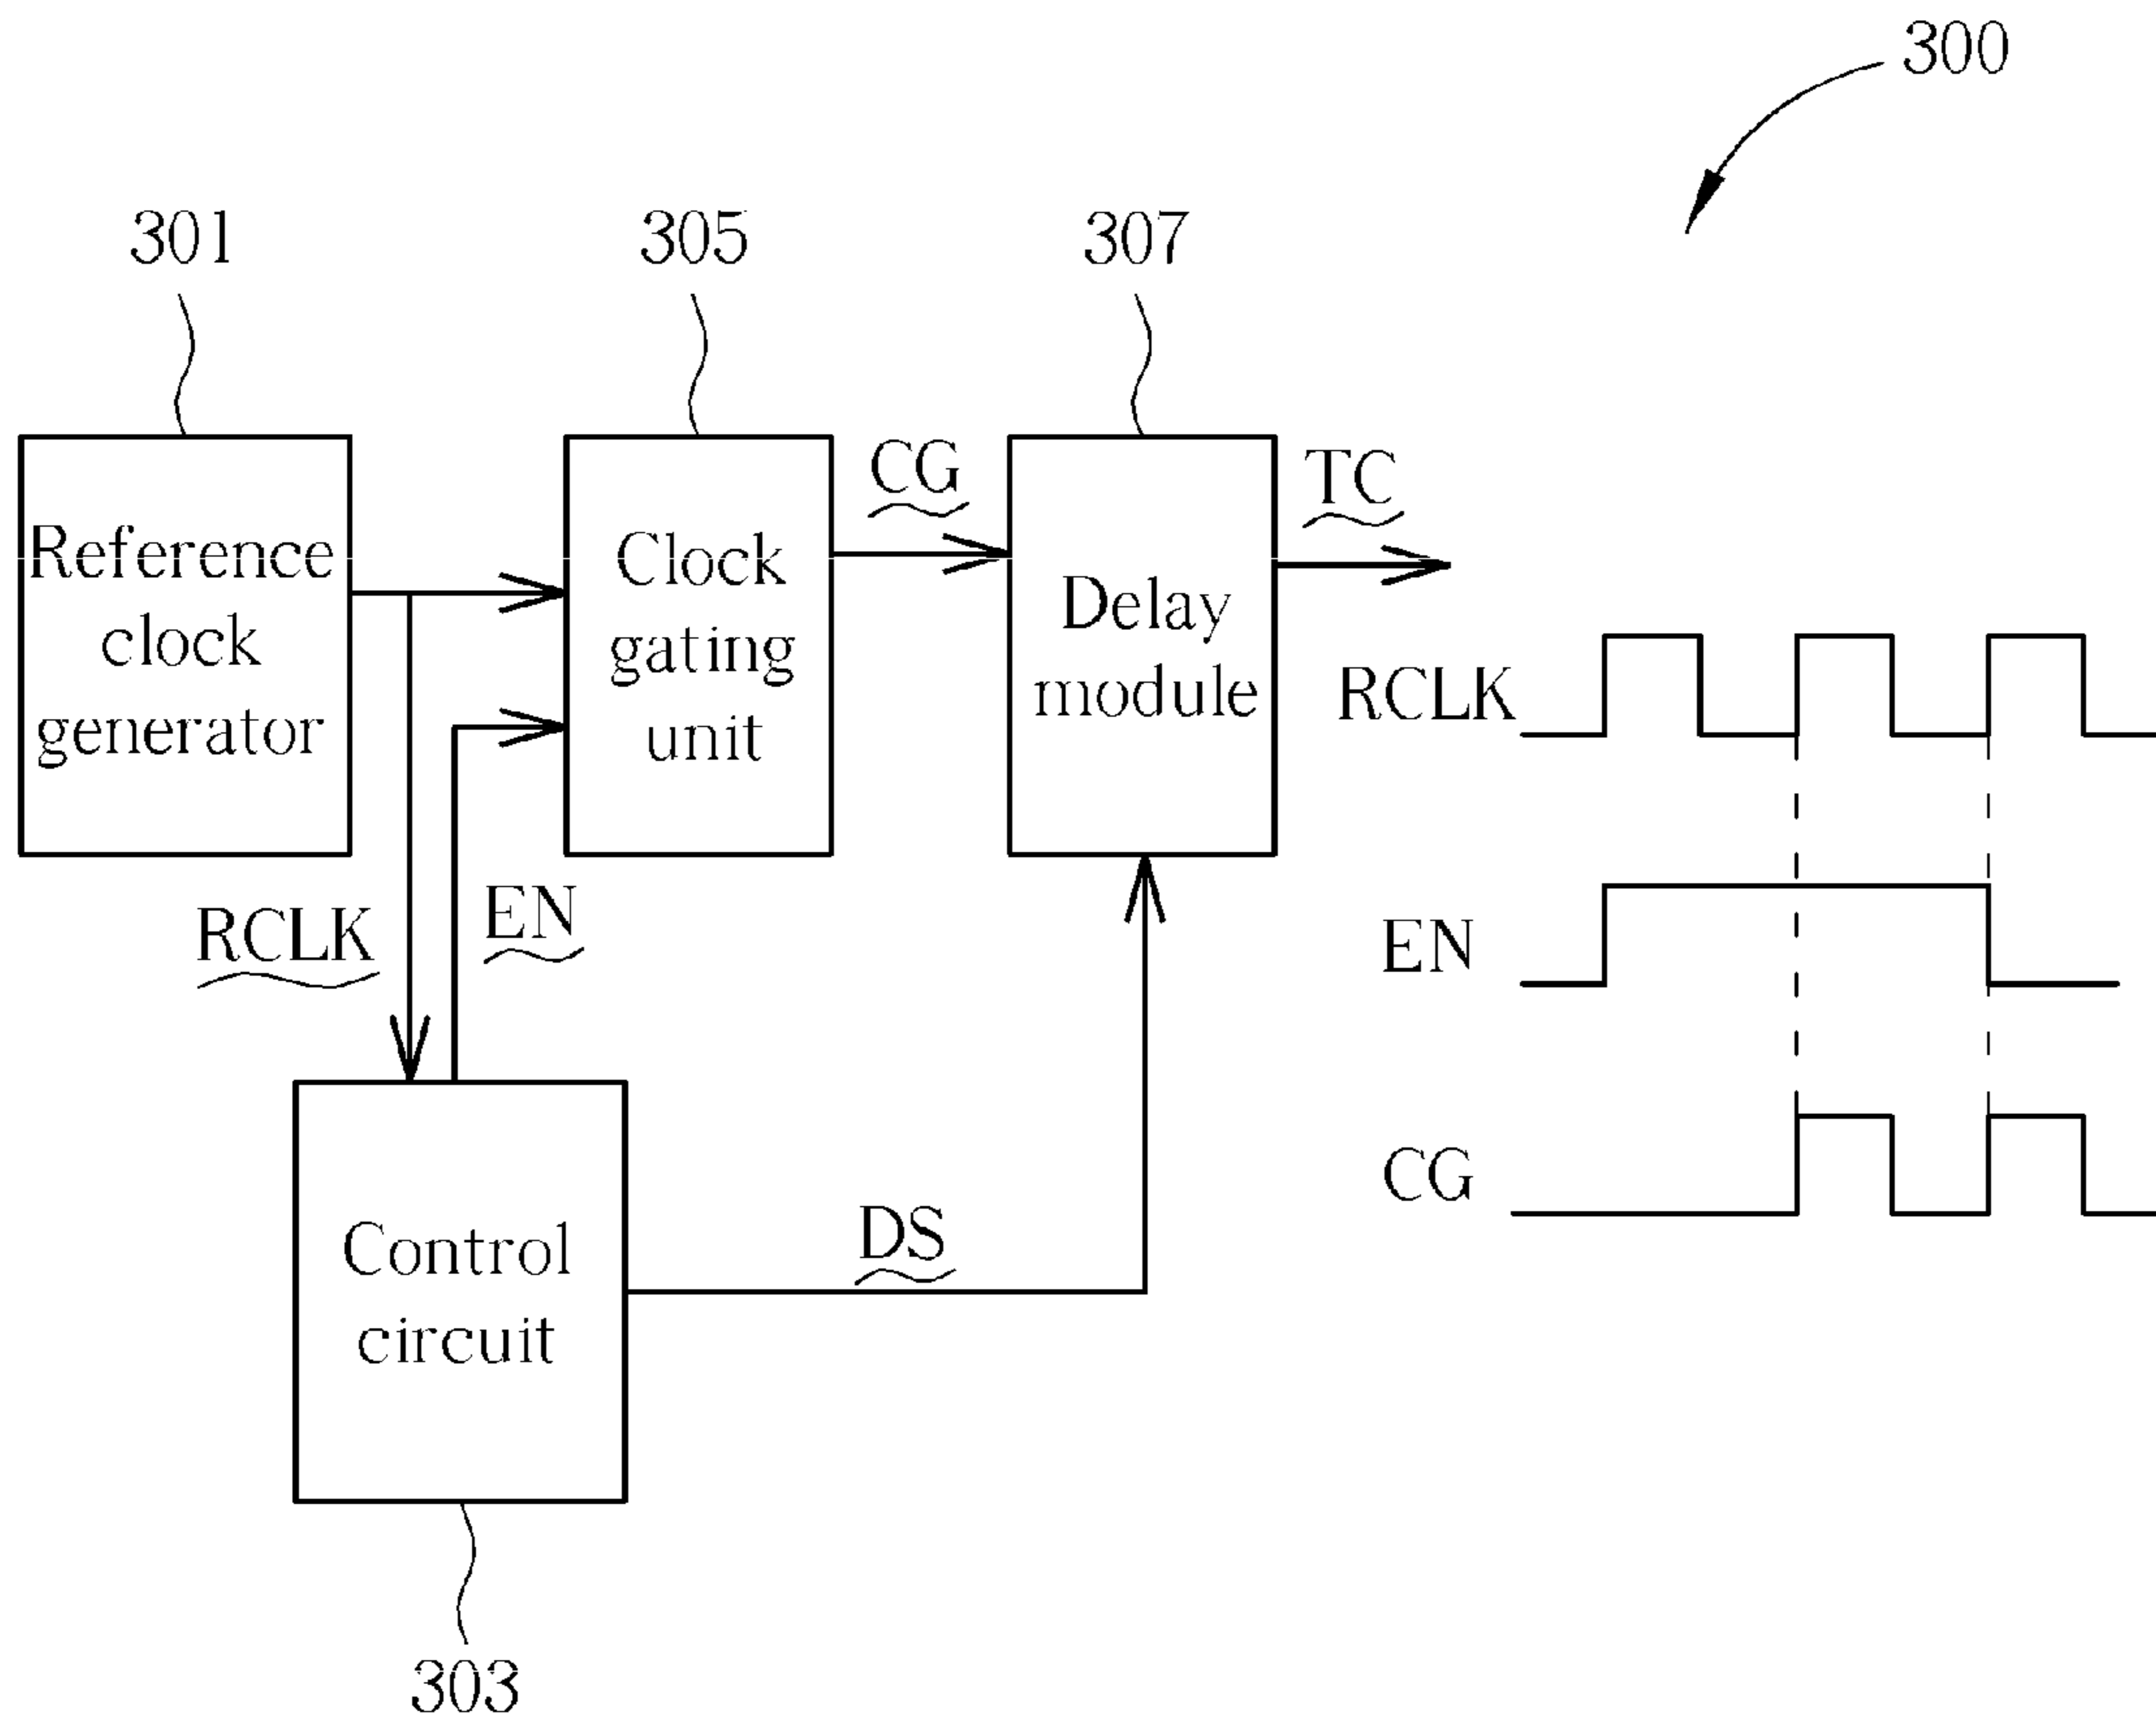 300
301
305
307
Reference
clock
generator
Clock
gating
unit
CG
Delay
module
TC
RCLK
EN
CG
RCLK
EN
Control
circuit
DS
303